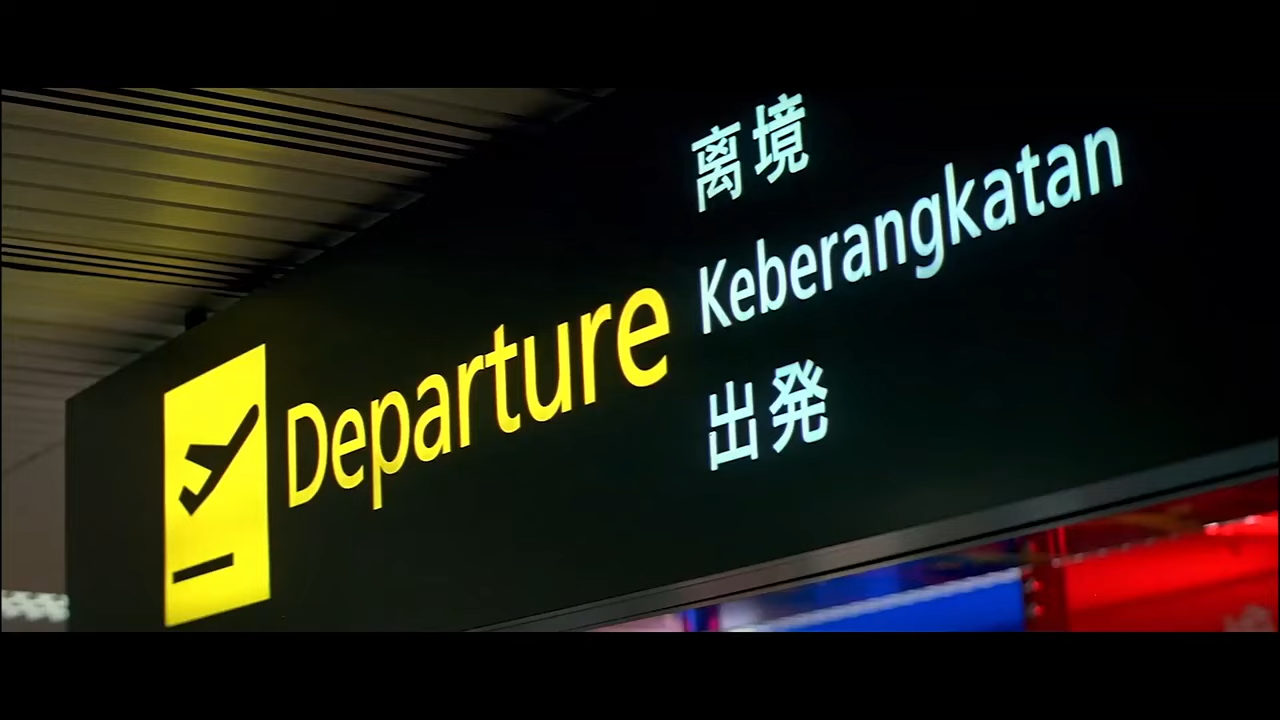 Departure
离境
Keberangkatan
出発